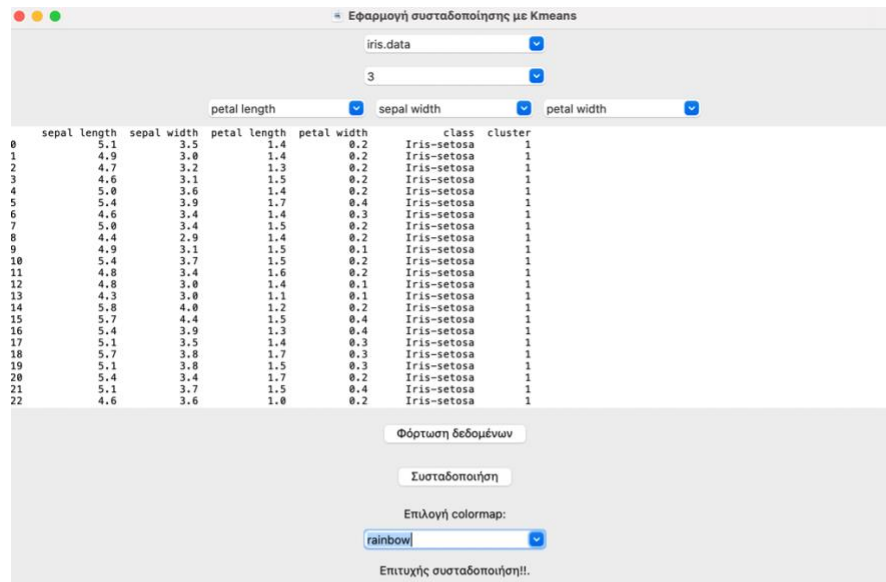 Εφαρμογή συσταδοποίησης με Kmeans
iris.data
3
petal length sepal width petal width
sepal length sepal width petal length petal width class cluster
0 5.1 3.5 1.4 0.2 Iris-setosa 1
1 4.9 3.0 1.4 0.2 Iris-setosa 1
2 4.7 3.2 1.3 0.2 Iris-setosa 1
3 4.6 3.1 1.5 0.2 Iris-setosa 1
4 5.0 3.6 1.4 0.2 Iris-setosa 1
5 5.4 3.9 1.7 0.4 Iris-setosa 1
6 4.6 3.4 1.4 0.3 Iris-setosa 1
7 5.0 3.4 1.5 0.2 Iris-setosa 1
8 4.4 2.9 1.4 0.2 Iris-setosa 1
9 4.9 3.1 1.5 0.1 Iris-setosa 1
10 5.4 3.7 1.5 0.2 Iris-setosa 1
11 4.8 3.4 1.6 0.2 Iris-setosa 1
12 4.8 3.0 1.4 0.1 Iris-setosa 1
13 4.3 3.0 1.1 0.1 Iris-setosa 1
14 5.8 4.0 1.2 0.2 Iris-setosa 1
15 5.7 4.4 1.5 0.4 Iris-setosa 1
16 5.4 3.9 1.3 0.4 Iris-setosa 1
17 5.1 3.5 1.4 0.3 Iris-setosa 1
18 5.7 3.8 1.7 0.3 Iris-setosa 1
19 5.1 3.8 1.5 0.3 Iris-setosa 1
20 5.4 3.4 1.7 0.2 Iris-setosa 1
21 5.1 3.7 1.5 0.4 Iris-setosa 1
22 4.6 3.6 1.0 0.2 Iris-setosa 1
Φόρτωση δεδομένων
Συσταδοποιήση
Επιλογή colormap:
rainbow
Επιτυχής συσταδοποιήση!!.